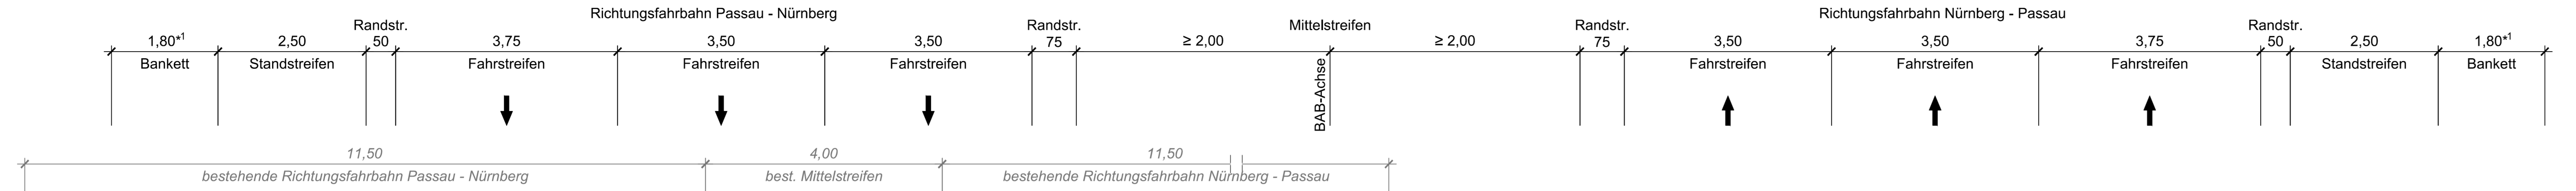 Richtungsfahrbahn Passau - Nürnberg
Richtungsfahrbahn Nürnberg - Passau
Randstr.
Randstr.
Mittelstreifen
Randstr.
Randstr.
1,80*1
2,50
50
3,75
3,50
3,50
75
≥ 2,00
≥ 2,00
75
3,50
3,50
3,75
50
2,50
1,80*1
Bankett
Standstreifen
Fahrstreifen
Fahrstreifen
Fahrstreifen
BAB-Achse
Fahrstreifen
Fahrstreifen
Fahrstreifen
Standstreifen
Bankett
11,50
4,00
11,50
bestehende Richtungsfahrbahn Passau - Nürnberg
best. Mittelstreifen
bestehende Richtungsfahrbahn Nürnberg - Passau